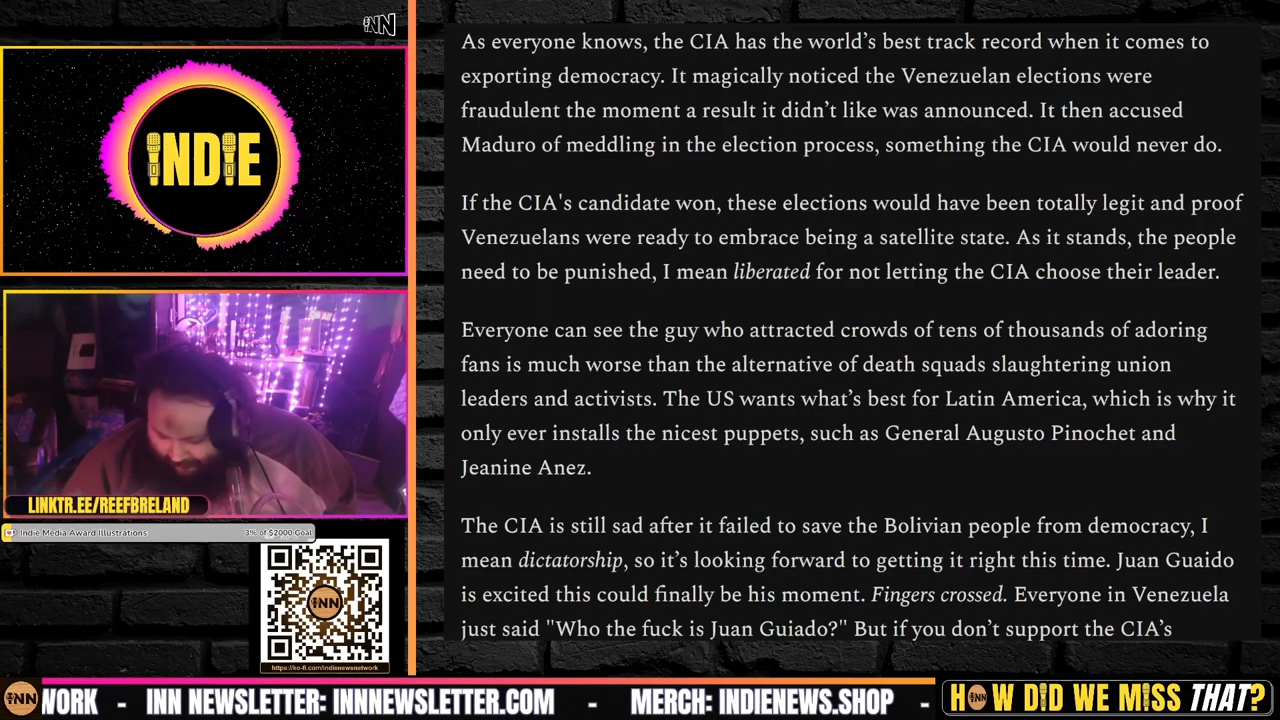 iNN
iNDiE
LINKTR.EE/REEFBRELAND
Indie Media Award Illustrations 3% of $2000 Goal
iNN
https://ko-fi.com/indienewsnetwork
As everyone knows, the CIA has the world's best track record when it comes to
exporting democracy. It magically noticed the Venezuelan elections were
fraudulent the moment a result it didn't like was announced. It then accused
Maduro of meddling in the election process, something the CIA would never do.
If the CIA's candidate won, these elections would have been totally legit and proof
Venezuelans were ready to embrace being a satellite state. As it stands, the people
need to be punished, I mean liberated for not letting the CIA choose their leader.
Everyone can see the guy who attracted crowds of tens of thousands of adoring
fans is much worse than the alternative of death squads slaughtering union
leaders and activists. The US wants what's best for Latin America, which is why it
only ever installs the nicest puppets, such as General Augusto Pinochet and
Jeanine Anez.
The CIA is still sad after it failed to save the Bolivian people from democracy, I
mean dictatorship, so it's looking forward to getting it right this time. Juan Guaido
is excited this could finally be his moment. Fingers crossed. Everyone in Venezuela
just said "Who the fuck is Juan Guiado?" But if you don't support the CIA's
iNN
WORK - INN NEWSLETTER: INNNEWSLETTER.COM - MERCH: INDIENEWS.SHOP -
HOW DiD WE MiSS THAT?